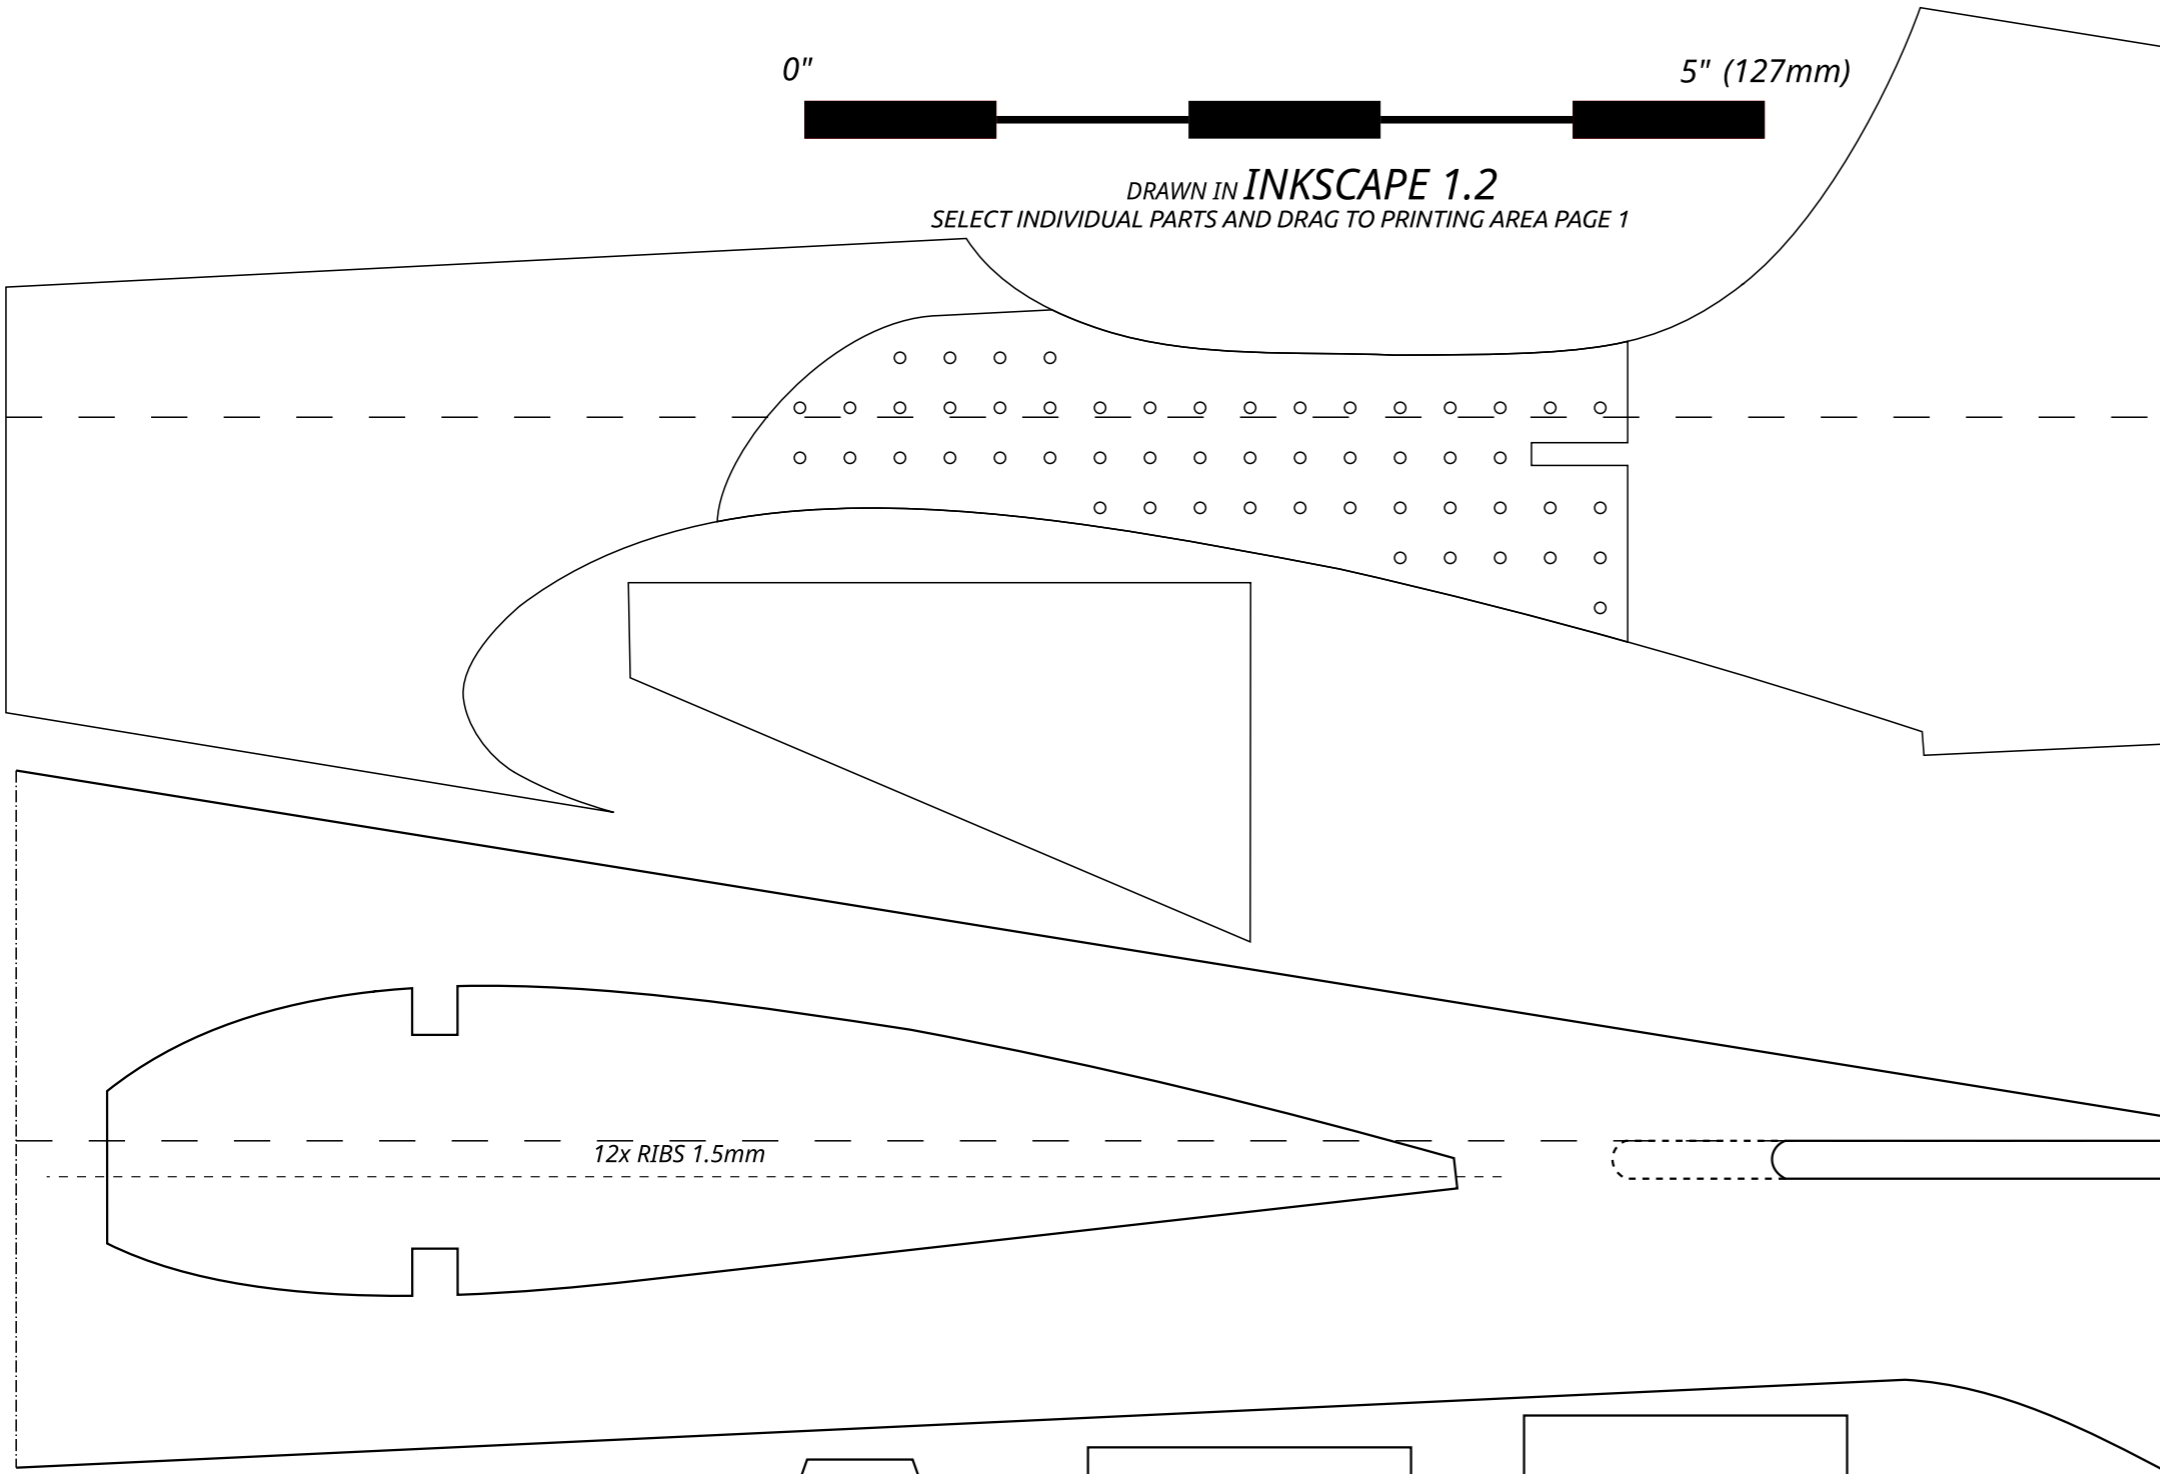 0"
5" (127mm)
DRAWN IN INKSCAPE 1.2
SELECT INDIVIDUAL PARTS AND DRAG TO PRINTING AREA PAGE 1
12x RIBS 1.5mm